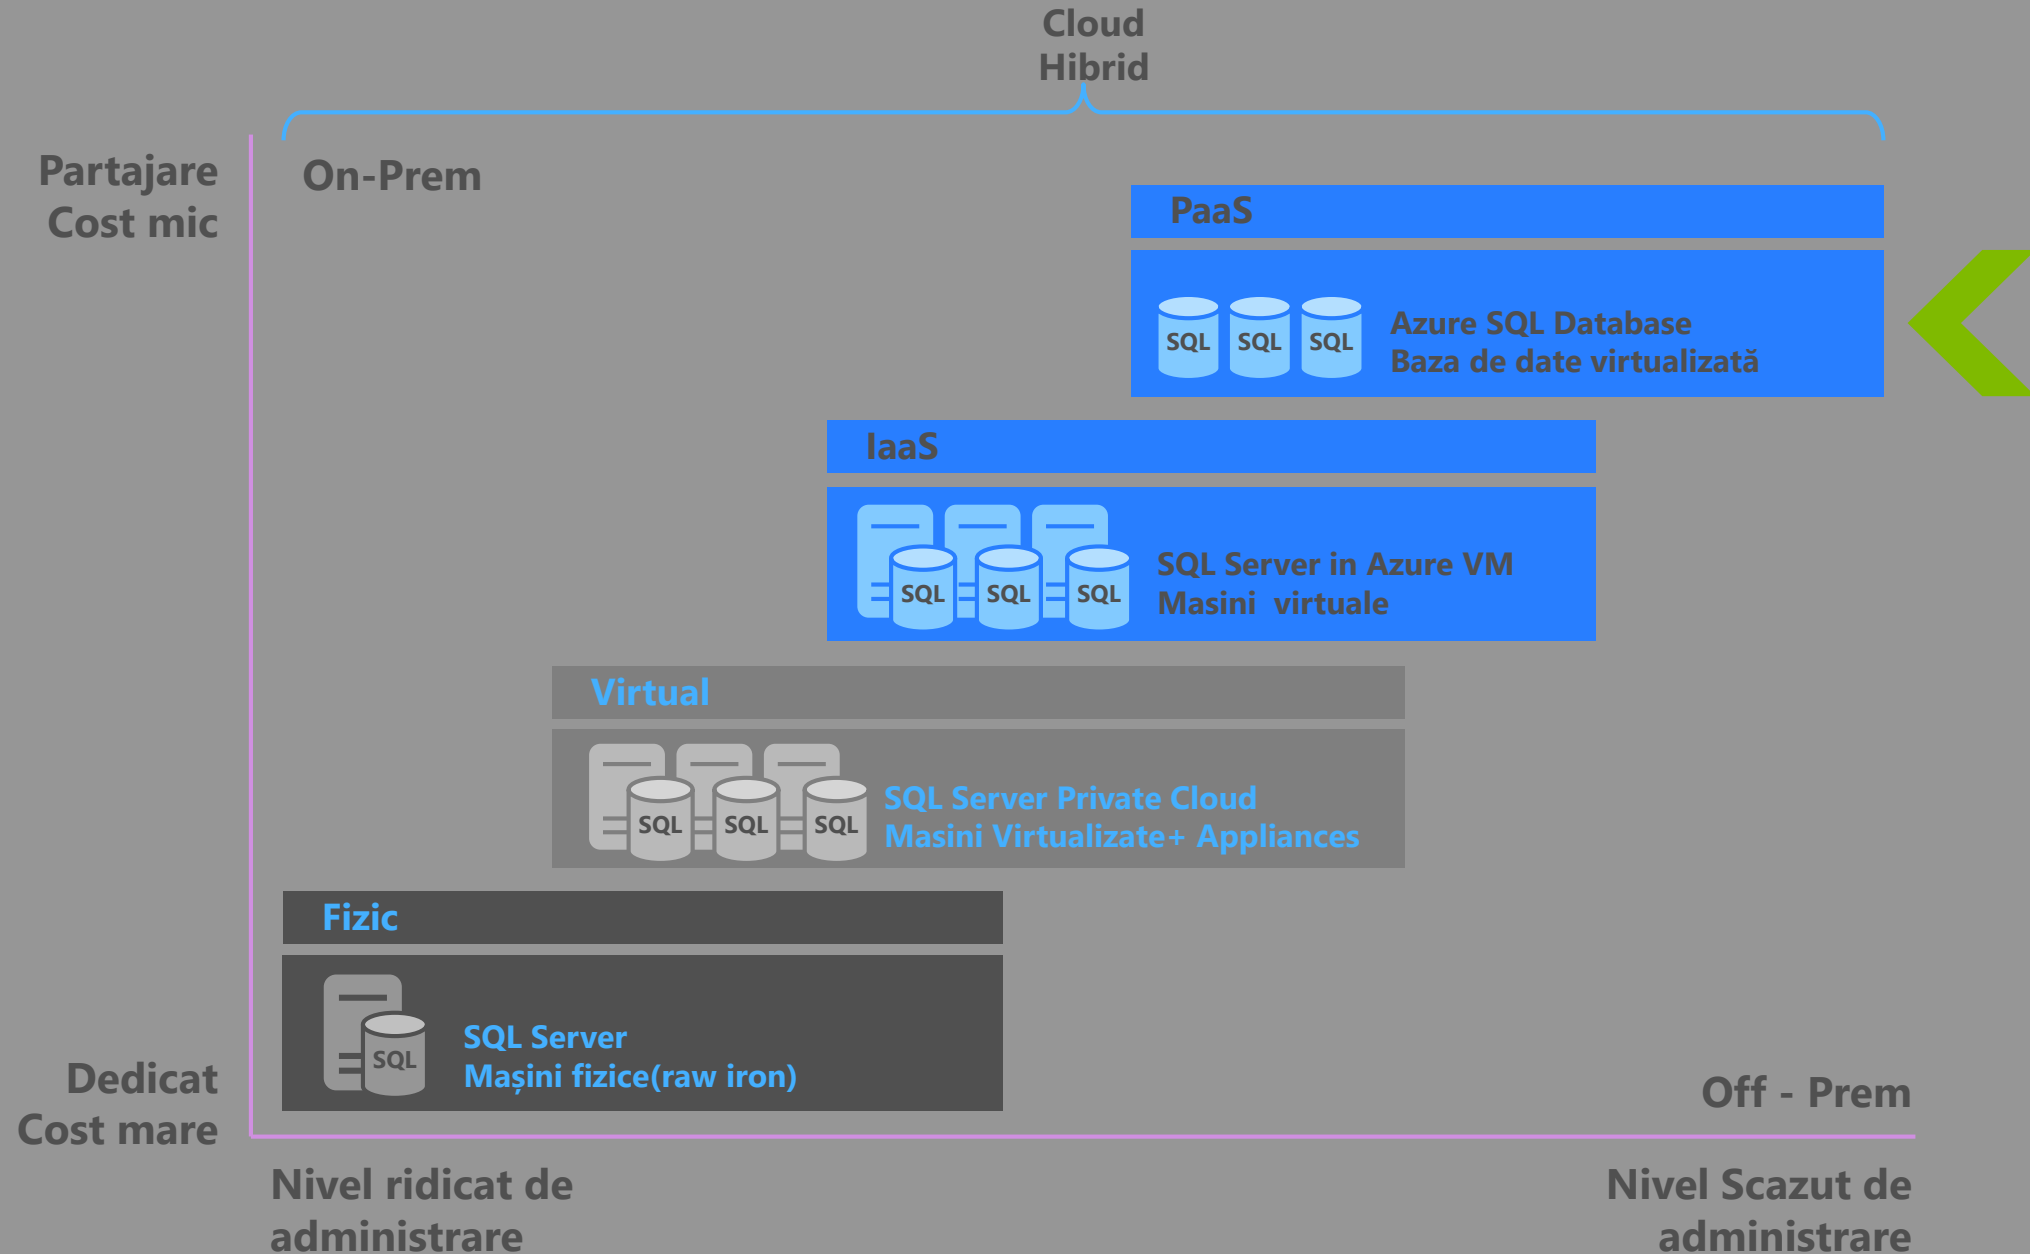 Cloud
Hibrid
Partajare
Cost mic
On-Prem
PaaS
SQL SQL SQL
Azure SQL Database
Baza de date virtualizată
IaaS
SQL SQL SQL
SQL Server in Azure VM
Masini  virtuale
Virtual
SQL SQL SQL
SQL Server Private Cloud
Masini Virtualizate+ Appliances
Fizic
SQL
SQL Server
Mașini fizice(raw iron)
Dedicat
Cost mare
Off - Prem
Nivel ridicat de
administrare
Nivel Scazut de
administrare